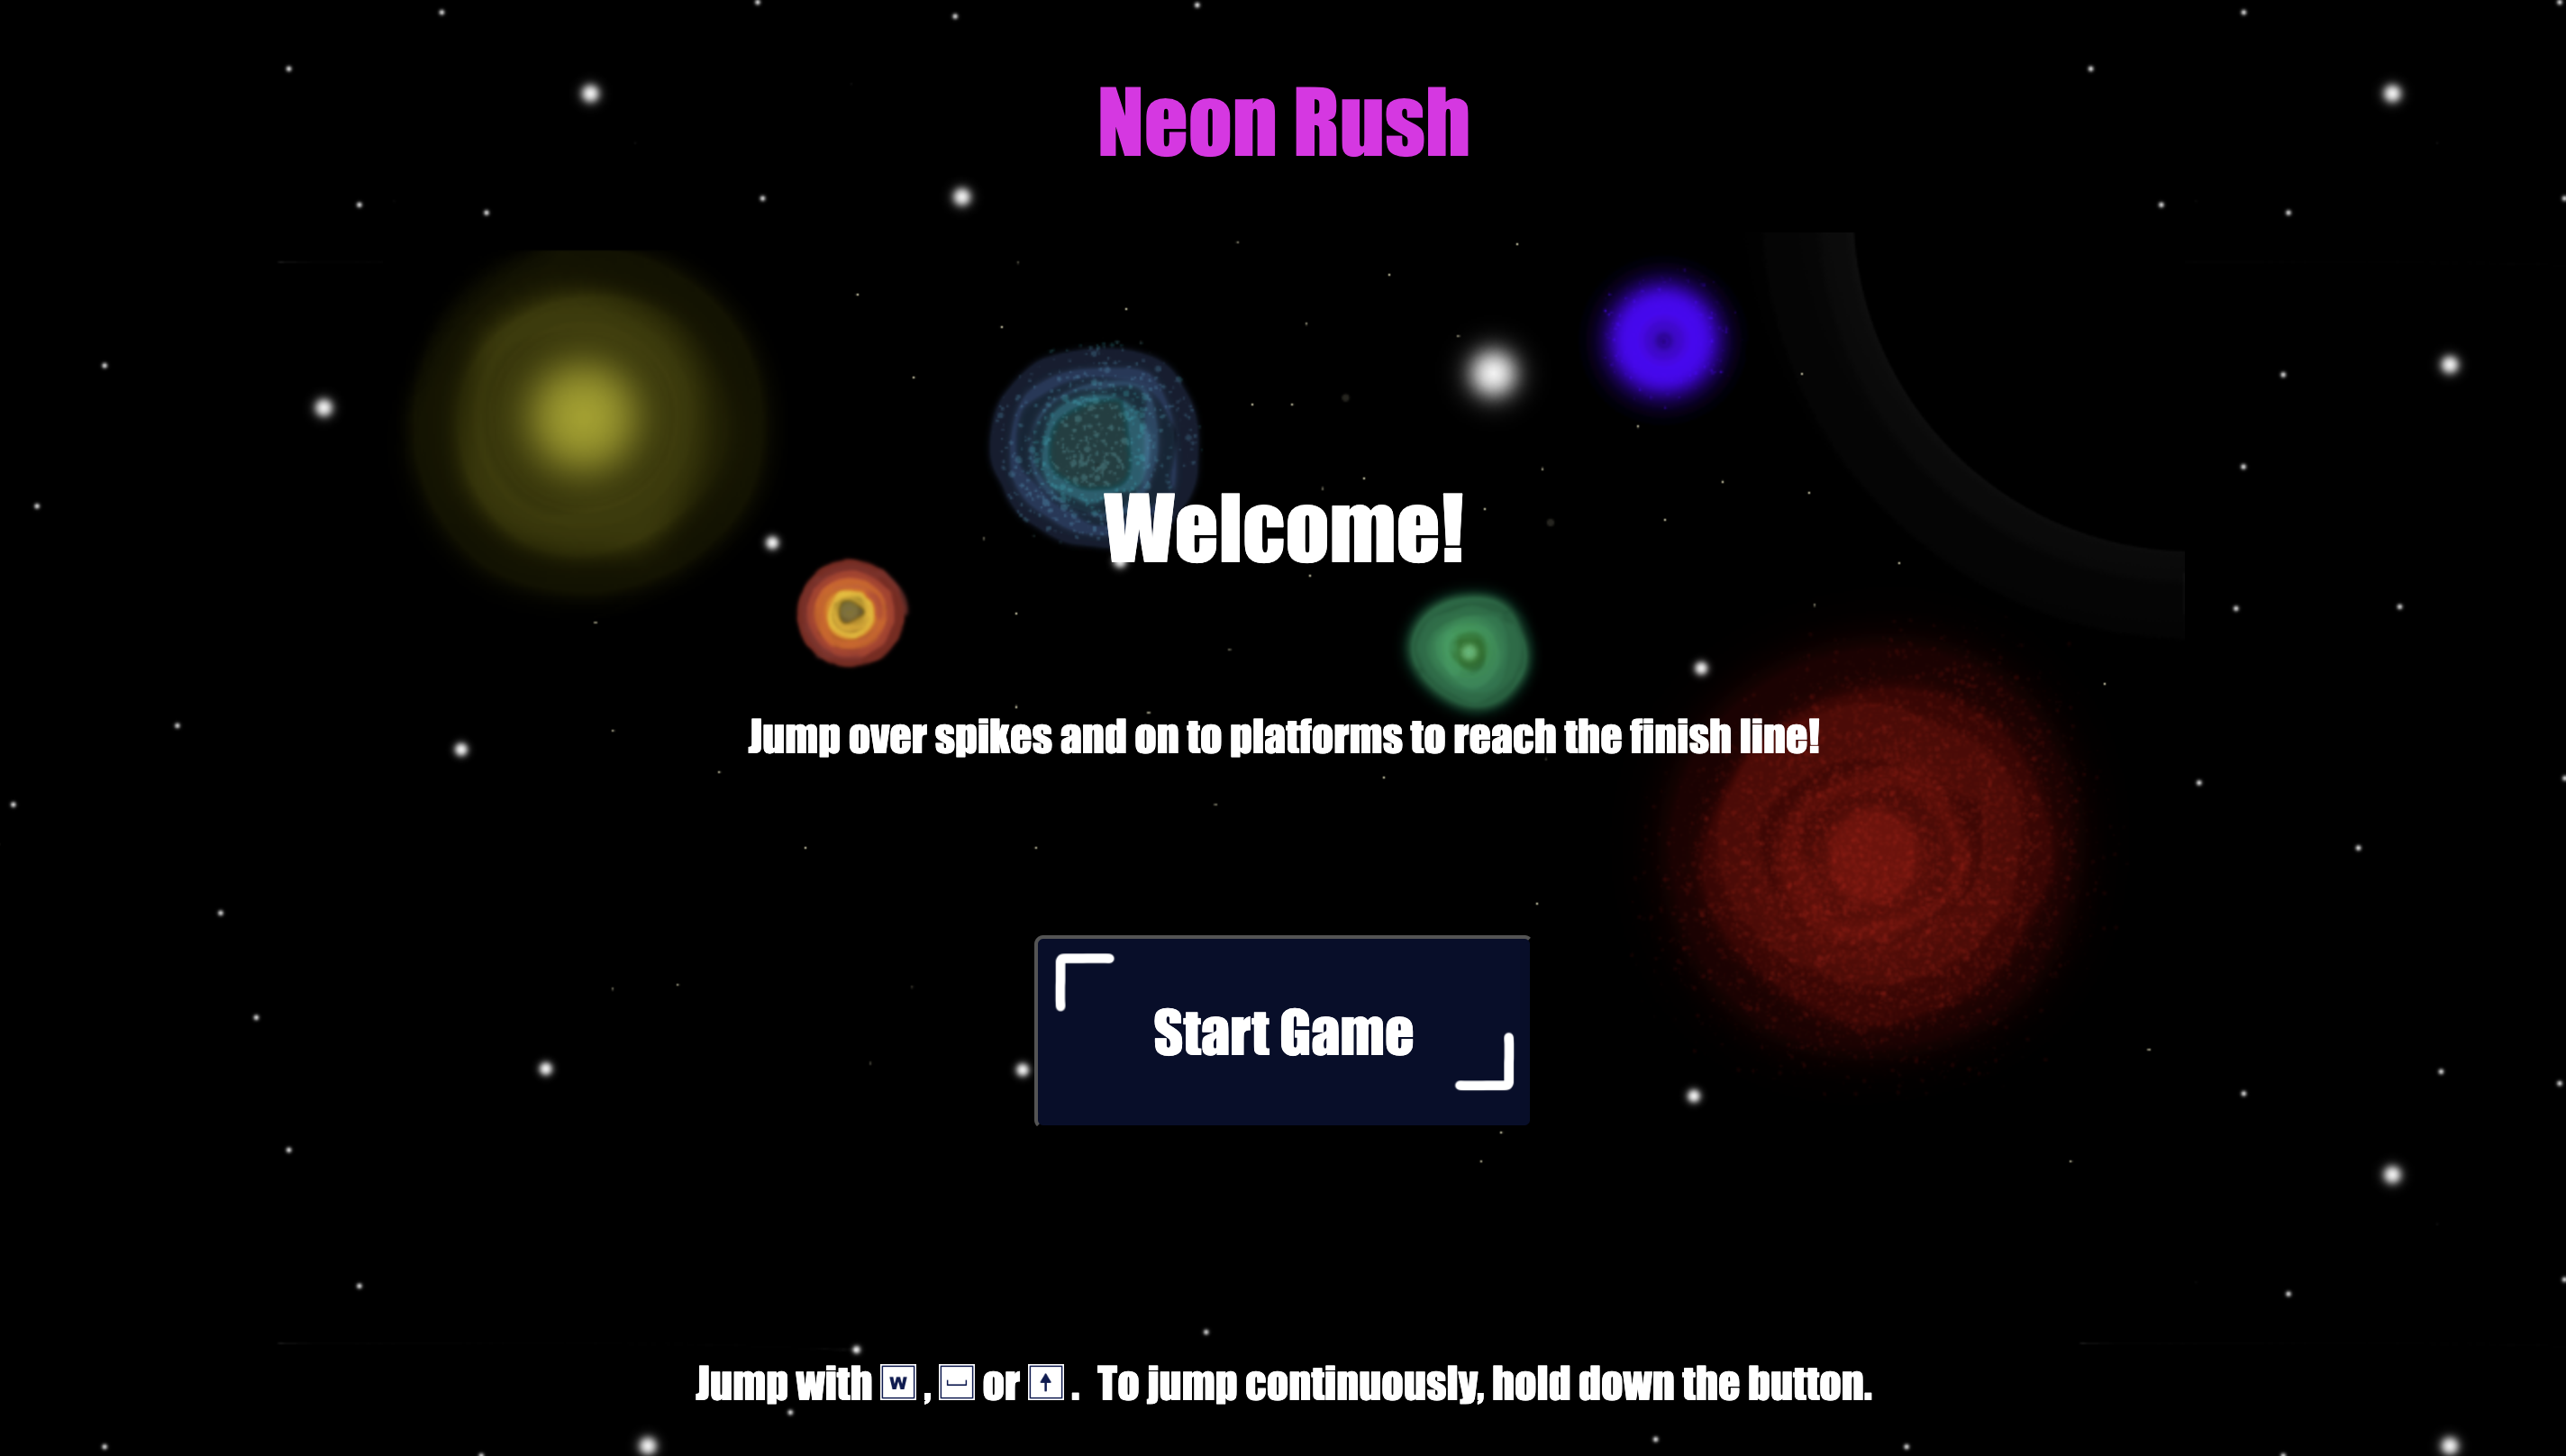 Neon Rush
Welcome!
Jump over spikes and on to platforms to reach the finish line!
Start Game
Jump with W, ⎵ or ↑. To jump continuously, hold down the button.